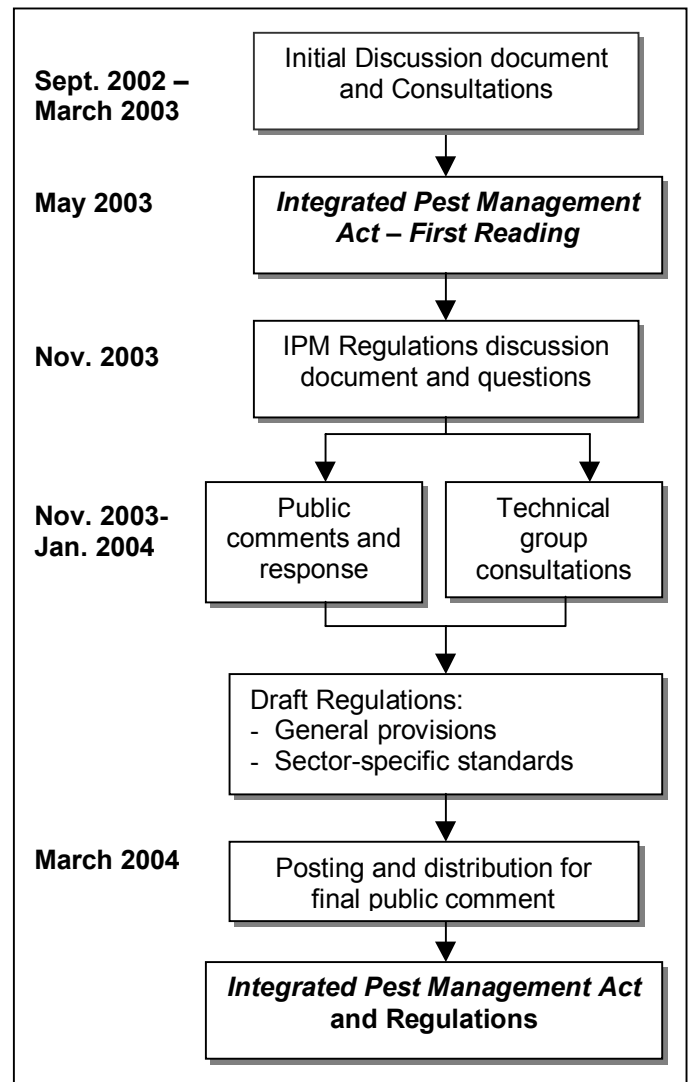 Sept. 2002 –
March 2003
Initial Discussion document
and Consultations
May 2003
Integrated Pest Management
Act – First Reading
Nov. 2003
IPM Regulations discussion
document and questions
Nov. 2003-
Jan. 2004
Public
comments and
response
Technical
group
consultations
Draft Regulations:
- General provisions
- Sector-specific standards
March 2004
Posting and distribution for
final public comment
Integrated Pest Management Act
and Regulations